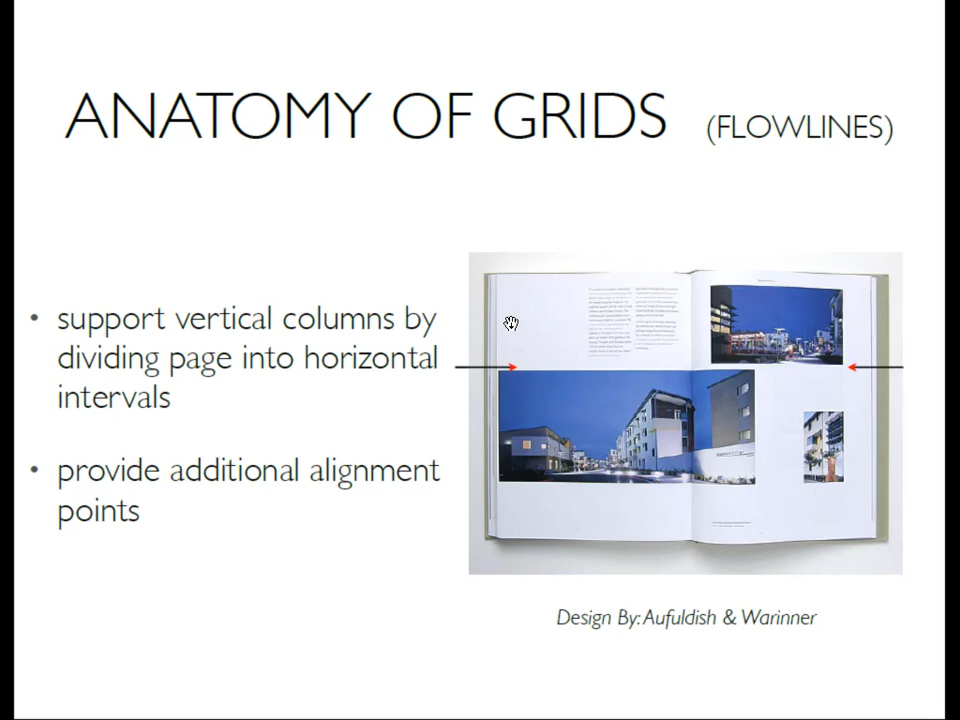 ANATOMY OF GRIDS (FLOWLINES)
• support vertical columns by
dividing page into horizontal
intervals
• provide additional alignment
points
Design By: Aufuldish & Warinner